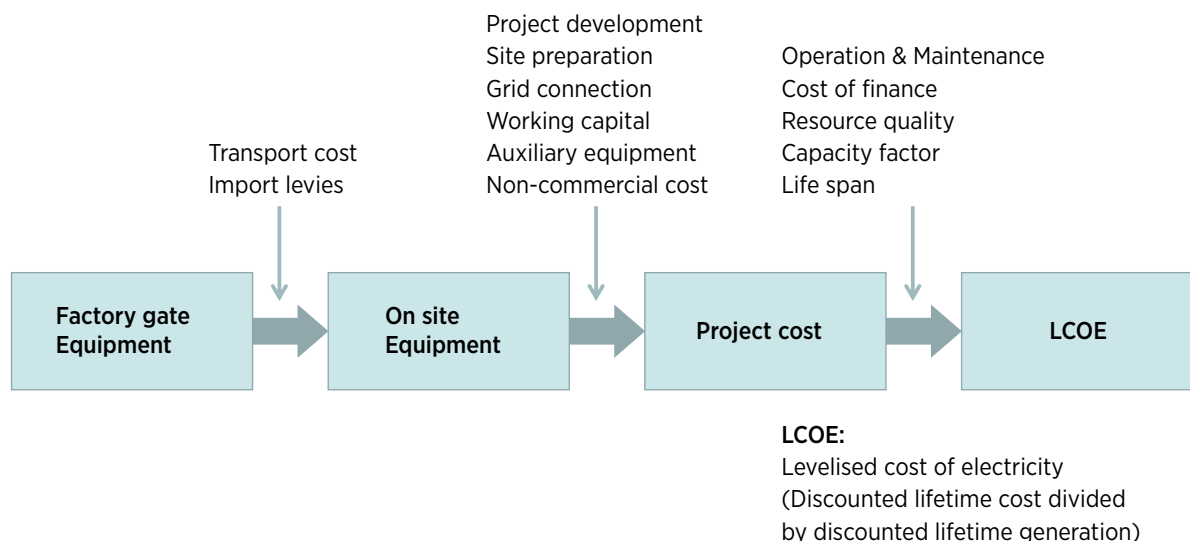 Project development
Site preparation
Grid connection
Working capital
Auxiliary equipment
Non-commercial cost
Operation & Maintenance
Cost of finance
Resource quality
Capacity factor
Life span
Transport cost
Import levies
Factory gate
Equipment
On site
Equipment
Project cost
LCOE
LCOE:
Levelised cost of electricity
(Discounted lifetime cost divided
by discounted lifetime generation)